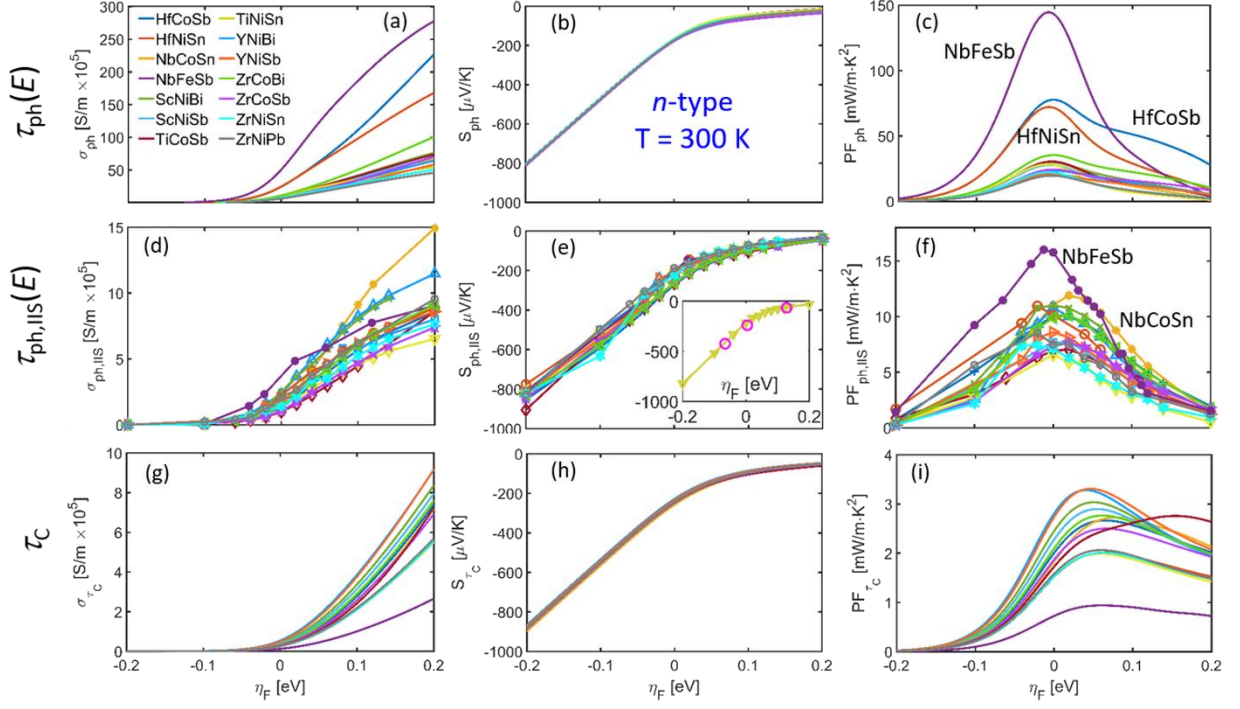 τph(E)
σph [S/m ×10^5]
300
250
200
150
100
50
HfCoSb
HfNiSn
NbCoSn
NbFeSb
ScNiBi
ScNiSb
TiCoSb
TiNiSn
YNiBi
YNiSb
ZrCoBi
ZrCoSb
ZrNiSn
ZrNiPb
(a)
Sph [μV/K]
0
-200
-400
-600
-800
-1000
(b)
n-type
T = 300 K
PFph [mW/m·K²]
150
100
50
0
(c)
NbFeSb
HfNiSn
HfCoSb
τph,IIS(E)
σph,IIS [S/m ×10^5]
15
10
5
0
(d)
Sph,IIS [μV/K]
0
-200
-400
-600
-800
-1000
(e)
0
-500
-1000
-0.2
0
0.2
ηF [eV]
PFph,IIS [mW/m·K²]
15
10
5
0
(f)
NbFeSb
NbCoSn
τC
στC [S/m ×10^5]
10
8
6
4
2
0
(g)
-0.2
-0.1
0
0.1
0.2
ηF [eV]
SτC [μV/K]
0
-200
-400
-600
-800
-1000
(h)
-0.2
-0.1
0
0.1
0.2
ηF [eV]
PFτC [mW/m·K²]
4
3
2
1
0
(i)
-0.2
-0.1
0
0.1
0.2
ηF [eV]